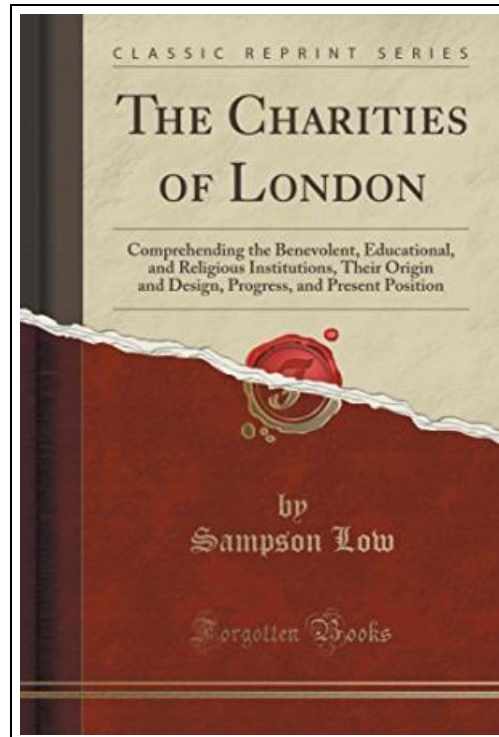 CLASSIC REPRINT SERIES
THE CHARITIES
OF LONDON
Comprehending the Benevolent, Educational,
and Religious Institutions, Their Origin
and Design, Progress, and Present Position
by
Sampson Low
Forgotten Books